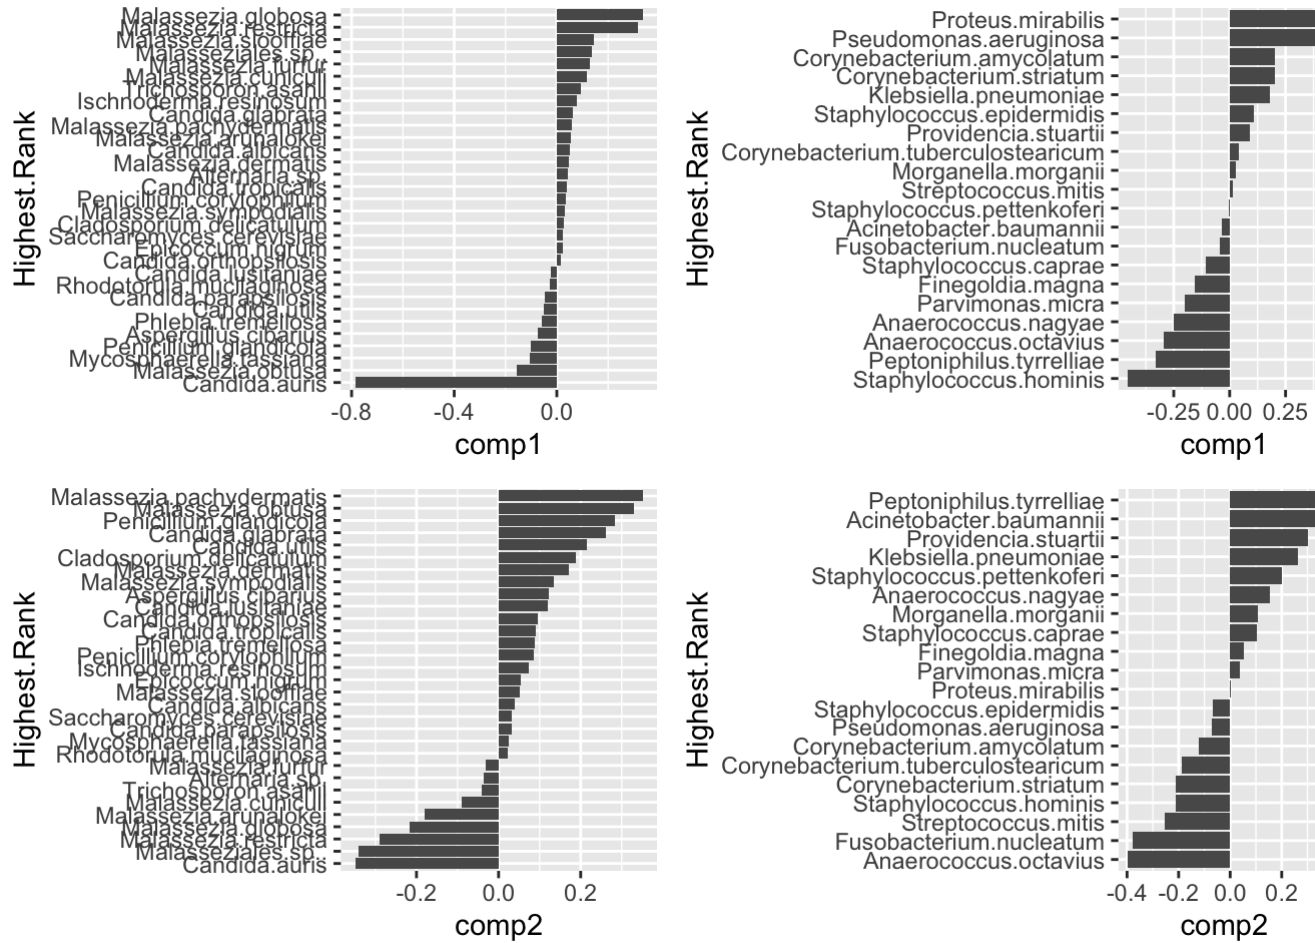 Highest.Rank
Malassezia.globosa
Malassezia.restricta
Malassezia.slooffiae
Malasseziales.sp.
Malassezia.furfur
Malassezia.cuniculi
Trichosporon.asahii
Ischnoderma.resinosum
Candida.glabrata
Malassezia.pachydermatis
Malassezia.arunalokei
Candida.albicans
Malassezia.dermatis
Alternaria.sp.
Candida.tropicalis
Penicillium.corylophilum
Malassezia.sympodialis
Cladosporium.delicatulum
Saccharomyces.cerevisiae
Epicoccum.nigrum
Candida.orthopsilosis
Candida.lusitaniae
Rhodotorula.mucilaginosa
Candida.parapsilosis
Candida.utilis
Phlebia.tremellosa
Aspergillus.cibarius
Penicillium.glandicola
Mycosphaerella.tassiana
Malassezia.obtusa
Candida.auris
-0.8 -0.4 0.0
comp1
Highest.Rank
Proteus.mirabilis
Pseudomonas.aeruginosa
Corynebacterium.amycolatum
Corynebacterium.striatum
Klebsiella.pneumoniae
Staphylococcus.epidermidis
Providencia.stuartii
Corynebacterium.tuberculostearicum
Morganella.morganii
Streptococcus.mitis
Staphylococcus.pettenkoferi
Acinetobacter.baumannii
Fusobacterium.nucleatum
Staphylococcus.caprae
Finegoldia.magna
Parvimonas.micra
Anaerococcus.nagyae
Anaerococcus.octavius
Peptoniphilus.tyrrelliae
Staphylococcus.hominis
-0.25 0.00 0.25
comp1
Highest.Rank
Malassezia.pachydermatis
Malassezia.obtusa
Penicillium.glandicola
Candida.glabrata
Candida.utilis
Cladosporium.delicatulum
Malassezia.dermatis
Malassezia.sympodialis
Aspergillus.cibarius
Candida.lusitaniae
Candida.orthopsilosis
Candida.tropicalis
Phlebia.tremellosa
Penicillium.corylophilum
Ischnoderma.resinosum
Epicoccum.nigrum
Malassezia.slooffiae
Candida.albicans
Saccharomyces.cerevisiae
Candida.parapsilosis
Mycosphaerella.tassiana
Rhodotorula.mucilaginosa
Malassezia.furfur
Alternaria.sp.
Trichosporon.asahii
Malassezia.cuniculi
Malassezia.arunalokei
Malassezia.globosa
Malassezia.restricta
Malasseziales.sp.
Candida.auris
-0.2 0.0 0.2
comp2
Highest.Rank
Peptoniphilus.tyrrelliae
Acinetobacter.baumannii
Providencia.stuartii
Klebsiella.pneumoniae
Staphylococcus.pettenkoferi
Anaerococcus.nagyae
Morganella.morganii
Staphylococcus.caprae
Finegoldia.magna
Parvimonas.micra
Proteus.mirabilis
Staphylococcus.epidermidis
Pseudomonas.aeruginosa
Corynebacterium.amycolatum
Corynebacterium.tuberculostearicum
Corynebacterium.striatum
Staphylococcus.hominis
Streptococcus.mitis
Fusobacterium.nucleatum
Anaerococcus.octavius
-0.4 -0.2 0.0 0.2
comp2